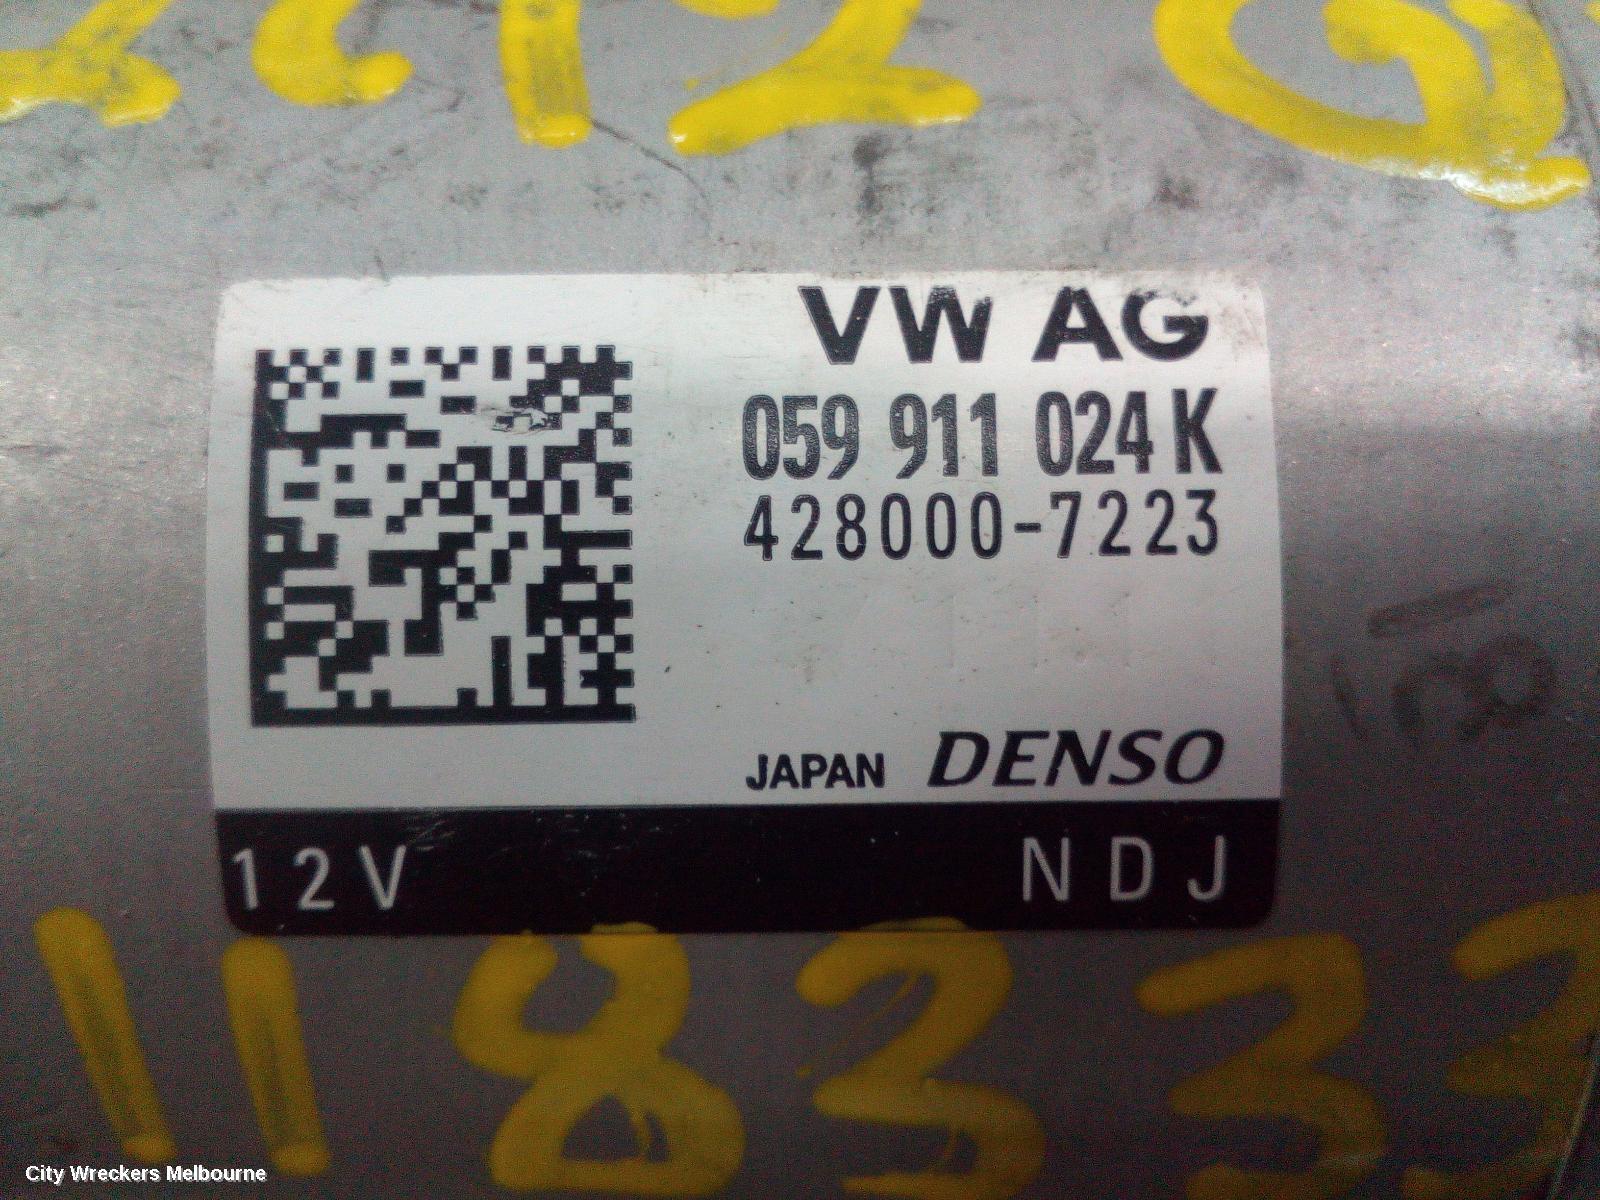 VW AG
059 911 024 K
428000-7223
JAPAN DENSO
12V NDJ
11833
City Wreckers Melbourne